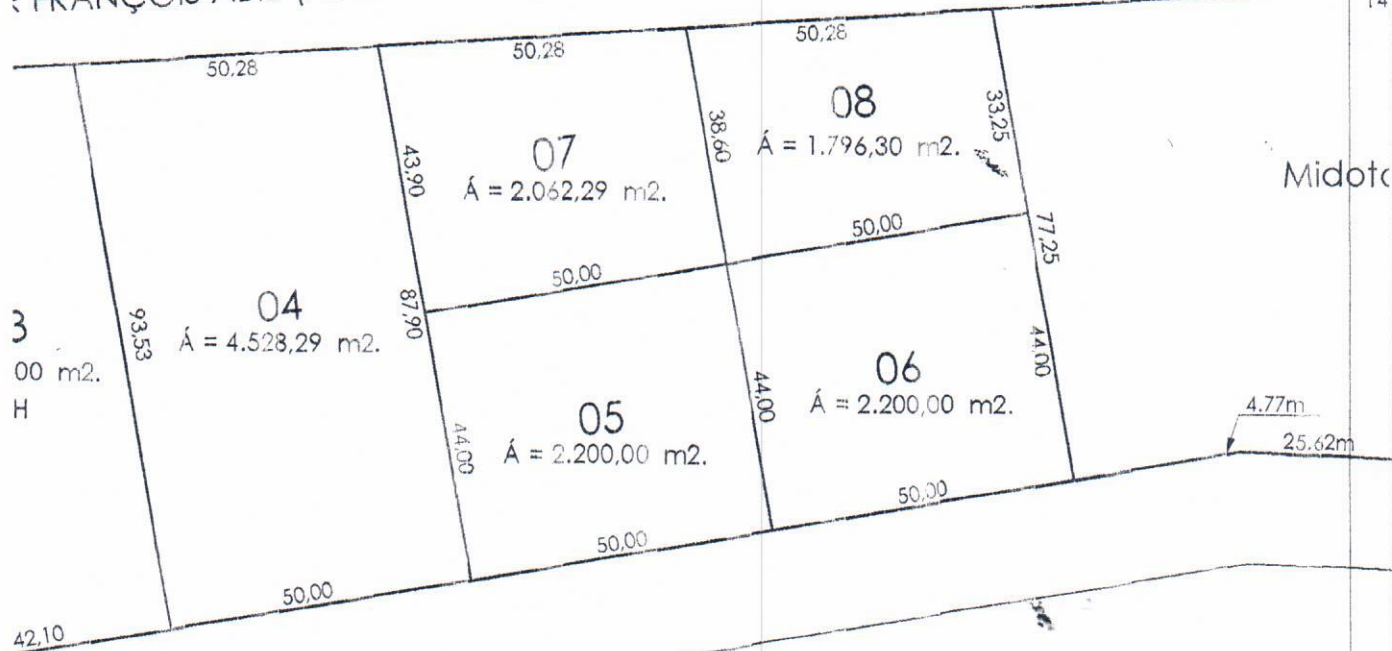 FRANÇOIS
14
50,28
50,28
50,28
43,90
38,60
33,25
07
Á = 2.062,29 m2.
08
Á = 1.796,30 m2.
Midoto
93,53
04
Á = 4.528,29 m2.
87,90
50,00
50,00
77,25
3
00 m2.
H
44,00
05
Á = 2.200,00 m2.
44,00
06
Á = 2.200,00 m2.
44,00
4.77m
25.62m
42,10
50,00
50,00
50,00